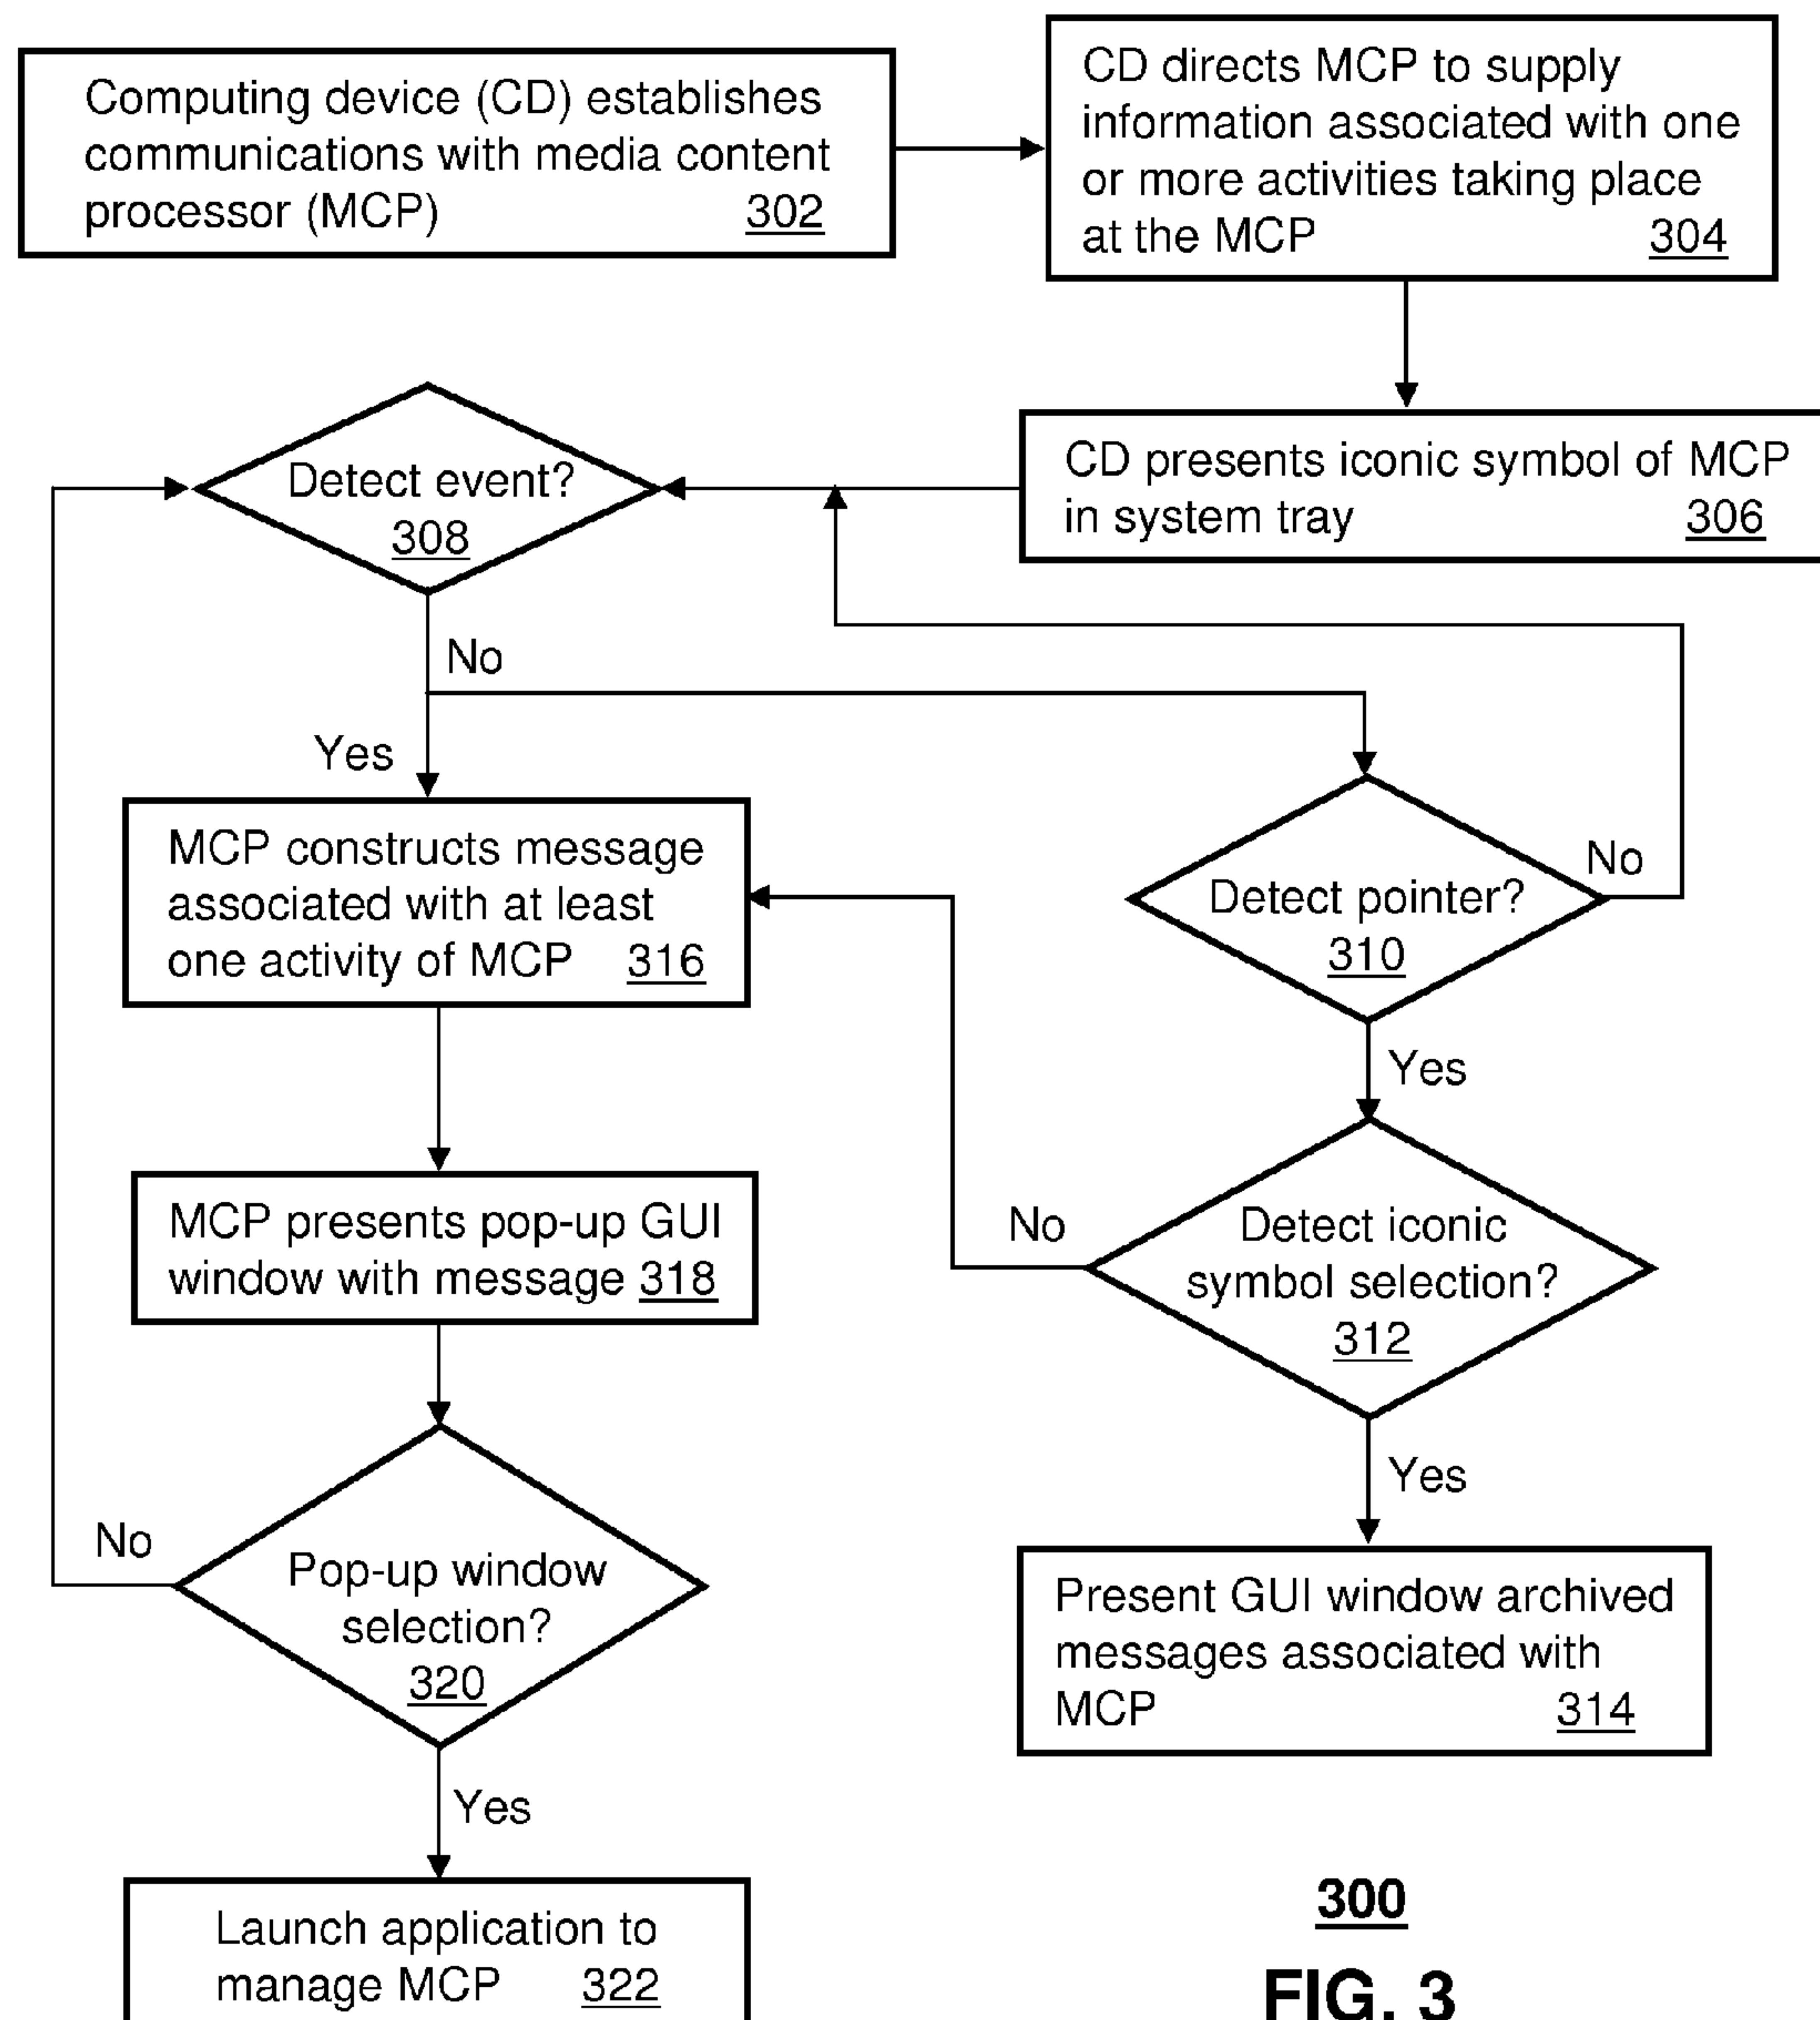 Computing device (CD) establishes
communications with media content
processor (MCP) 302
CD directs MCP to supply
information associated with one
or more activities taking place
at the MCP 304
CD presents iconic symbol of MCP
in system tray 306
Detect event?
308
No
Yes
MCP constructs message
associated with at least
one activity of MCP 316
Detect pointer?
310
No
Yes
MCP presents pop-up GUI
window with message 318
Detect iconic
symbol selection?
312
No
Yes
Pop-up window
selection?
320
No
Yes
Present GUI window archived
messages associated with
MCP 314
Launch application to
manage MCP 322
300
FIG. 3